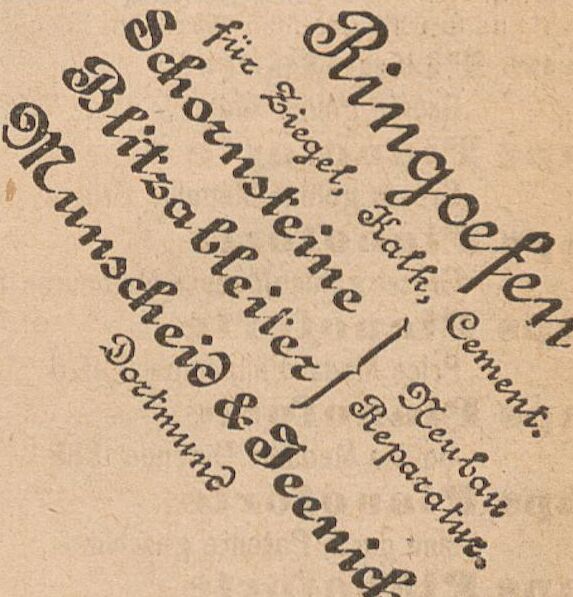 Ringoefen
für Ziegel, Kalk, Cement.
Schornsteine
Blitzableiter
Neubau
Reparatur.
Munscheid & Jeenicke
Dortmund